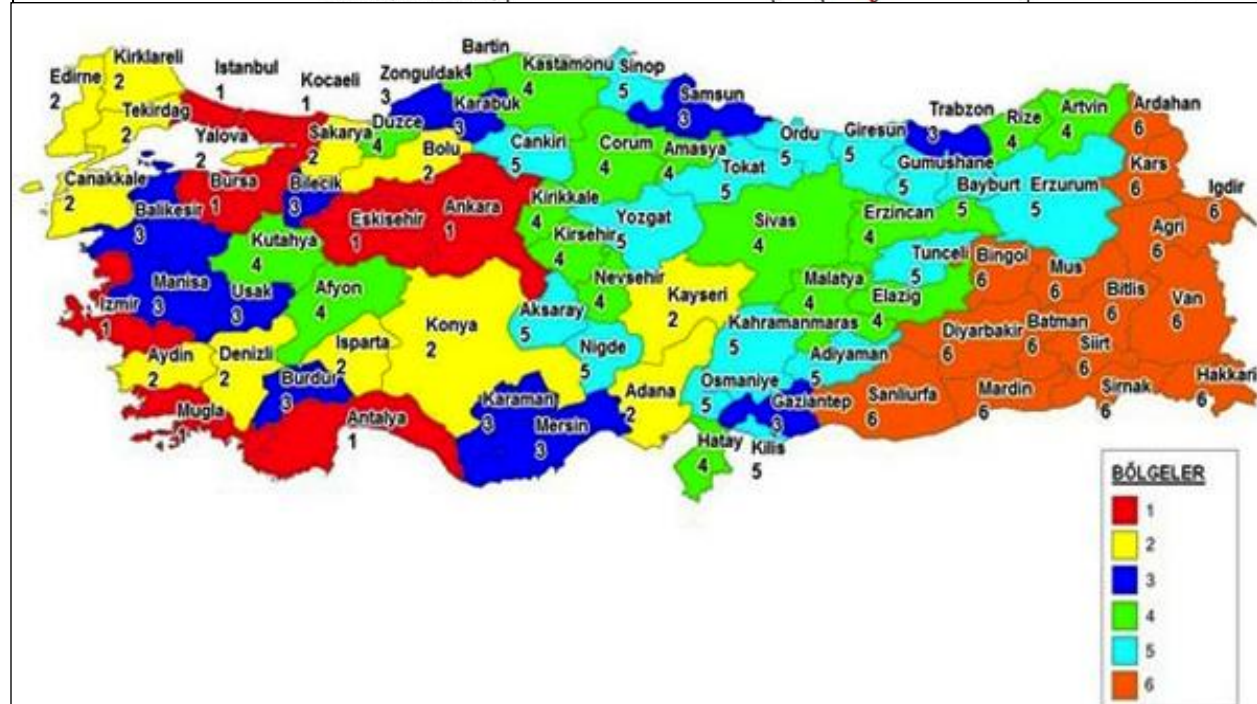 Edirne
2
Kirklareli
2
Tekirdag
2
Istanbul
1
Kocaeli
1
Yalova
2
Sakarya
2
Düzce
4
Zonguldak
3
Bartin
4
Karabuk
3
Kastamonu
4
Sinop
5
Samsun
3
Bolu
2
Cankiri
5
Corum
4
Amasya
4
Tokat
5
Ordu
5
Giresun
5
Trabzon
3
Rize
4
Artvin
4
Ardahan
6
Gumushane
5
Bayburt
5
Erzurum
5
Kars
6
Igdir
6
Agri
6
Canakkale
2
Balikesir
3
Bursa
1
Bilecik
3
Eskisehir
1
Ankara
1
Kirikkale
4
Yozgat
5
Kirsehir
4
Sivas
4
Erzincan
4
Tunceli
5
Bingol
6
Mus
6
Bitlis
6
Van
6
Kutahya
4
Manisa
3
Usak
3
Afyon
4
Izmir
1
Konya
2
Aksaray
5
Nevsehir
4
Kayseri
2
Malatya
4
Elazig
4
Diyarbakir
6
Batman
6
Siirt
6
Sirnak
6
Hakkari
6
Aydin
2
Denizli
2
Isparta
2
Burdur
3
Mugla
1
Antalya
1
Karaman
3
Mersin
3
Nigde
5
Adana
2
Kahramanmaras
5
Adiyaman
5
Osmaniye
5
Gaziantep
3
Sanliurfa
6
Mardin
6
Hatay
4
Kilis
5
BÖLGELER
1
2
3
4
5
6